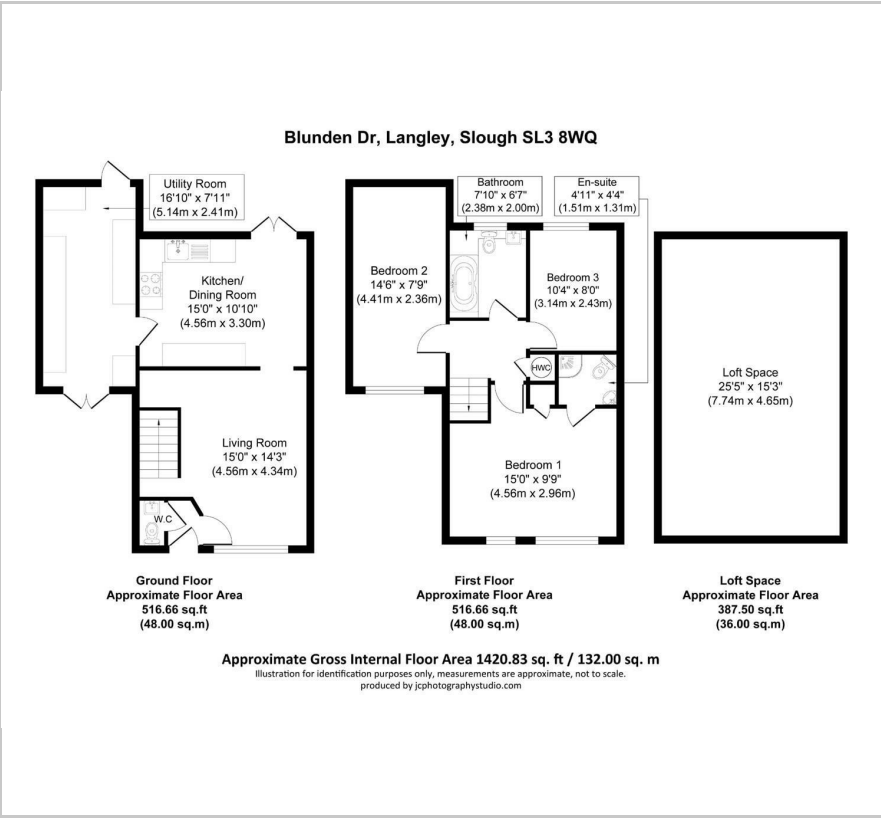 Blunden Dr, Langley, Slough SL3 8WQ
Utility Room
16'10" x 7'11"
(5.14m x 2.41m)
Kitchen/
Dining Room
15'0" x 10'10"
(4.56m x 3.30m)
Living Room
15'0" x 14'3"
(4.56m x 4.34m)
W.C
Bathroom
7'10" x 6'7"
(2.38m x 2.00m)
En-suite
4'11" x 4'4"
(1.51m x 1.31m)
Bedroom 2
14'6" x 7'9"
(4.41m x 2.36m)
Bedroom 3
10'4" x 8'0"
(3.14m x 2.43m)
HWC
Bedroom 1
15'0" x 9'9"
(4.56m x 2.96m)
Loft Space
25'5" x 15'3"
(7.74m x 4.65m)
Ground Floor
Approximate Floor Area
516.66 sq.ft
(48.00 sq.m)
First Floor
Approximate Floor Area
516.66 sq.ft
(48.00 sq.m)
Loft Space
Approximate Floor Area
387.50 sq.ft
(36.00 sq.m)
Approximate Gross Internal Floor Area 1420.83 sq. ft / 132.00 sq. m
Illustration for identification purposes only, measurements are approximate, not to scale.
produced by jcphotographystudio.com